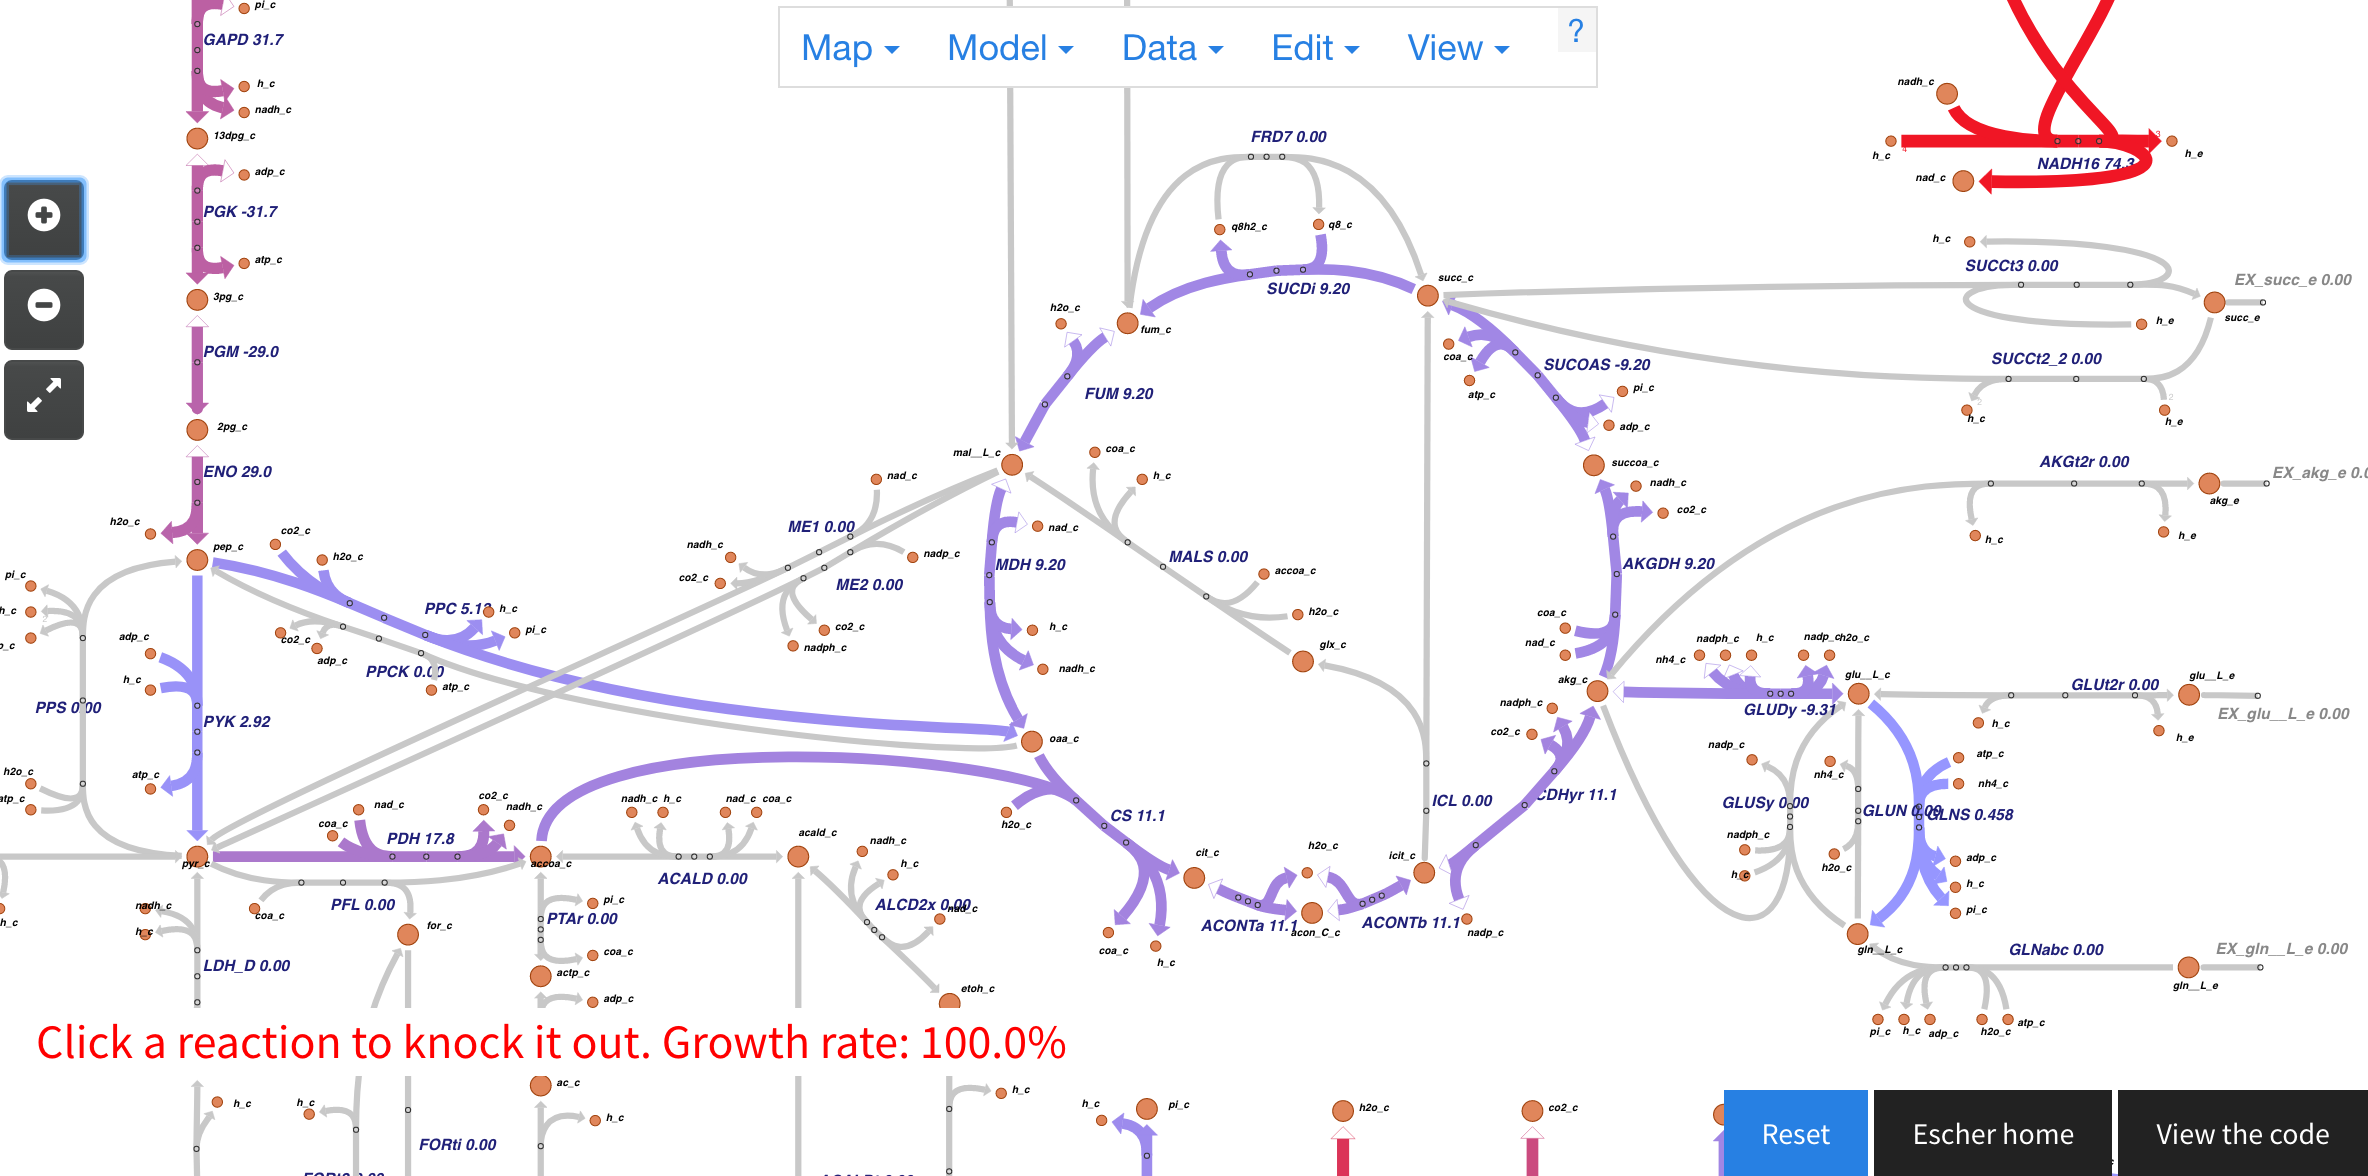 Map
Model
Data
Edit
View
?
pi_c
GAPD 31.7
h_c
nadh_c
13dpg_c
adp_c
PGK -31.7
atp_c
3pg_c
PGM -29.0
2pg_c
ENO 29.0
h2o_c
pep_c
co2_c
h2o_c
PPC 5.13
h_c
pi_c
co2_c
adp_c
PPCK 0.00
atp_c
pi_c
h_c
p_c
PPS 0.00
h2o_c
atp_c
adp_c
h_c
PYK 2.92
atp_c
pyr_c
nad_c
coa_c
PDH 17.8
co2_c
nadh_c
accoa_c
PFL 0.00
coa_c
for_c
h_c
nadh_c
h_c
LDH_D 0.00
PTAr 0.00
pi_c
coa_c
actp_c
adp_c
nadh_c
h_c
nad_c
coa_c
ACALD 0.00
acald_c
nadh_c
h_c
ALCD2x 0.00
nad_c
etoh_c
FRD7 0.00
q8h2_c
q8_c
SUCDi 9.20
succ_c
h2o_c
fum_c
FUM 9.20
mal__L_c
nad_c
ME1 0.00
nadh_c
co2_c
nadp_c
ME2 0.00
co2_c
nadph_c
MDH 9.20
nad_c
h_c
nadh_c
oaa_c
coa_c
h_c
MALS 0.00
accoa_c
h2o_c
glx_c
h2o_c
CS 11.1
coa_c
h_c
cit_c
ACONTa 11.1
h2o_c
acon_C_c
ACONTb 11.1
icit_c
ICL 0.00
nadp_c
CDHyr 11.1
co2_c
nadph_c
akg_c
nad_c
coa_c
AKGDH 9.20
co2_c
nadh_c
succoa_c
adp_c
pi_c
SUCOAS -9.20
coa_c
atp_c
nadh_c
h_c
4
3
h_e
NADH16 74.3
nad_c
h_c
SUCCt3 0.00
EX_succ_e 0.00
succ_e
h_e
SUCCt2_2 0.00
2
h_c
2
h_e
AKGt2r 0.00
EX_akg_e 0.0
akg_e
h_c
h_e
nh4_c
nadph_c
h_c
nadp_c
h2o_c
GLUDy -9.31
glu__L_c
GLUt2r 0.00
glu__L_e
EX_glu__L_e 0.00
h_c
h_e
nadp_c
GLUSy 0.00
nadph_c
h_c
nh4_c
GLUN 0.00
h2o_c
atp_c
nh4_c
GLNS 0.458
adp_c
h_c
pi_c
gln__L_c
GLNabc 0.00
EX_gln__L_e 0.00
gln__L_e
pi_c
h_c
adp_c
h2o_c
atp_c
Click a reaction to knock it out. Growth rate: 100.0%
h_c
h_c
FORti 0.00
ac_c
h_c
h_c
h_c
pi_c
h2o_c
co2_c
Reset
Escher home
View the code